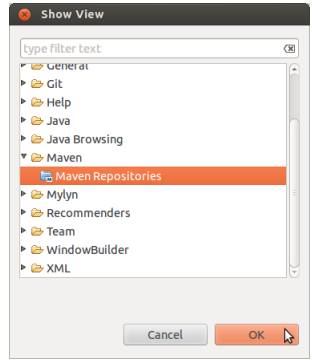 Show View
type filter text
General
Git
Help
Java
Java Browsing
Maven
Maven Repositories
Mylyn
Recommenders
Team
WindowBuilder
XML
Cancel
OK